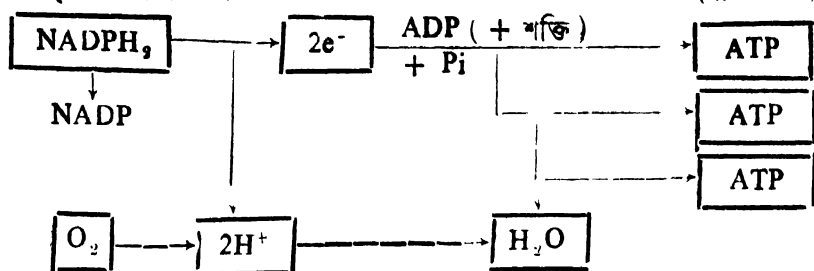 NADPH₂ 2e⁻ ADP ( + শক্তি ) ATP
+ Pi
NADP ATP
ATP
O₂ 2H⁺ H₂O